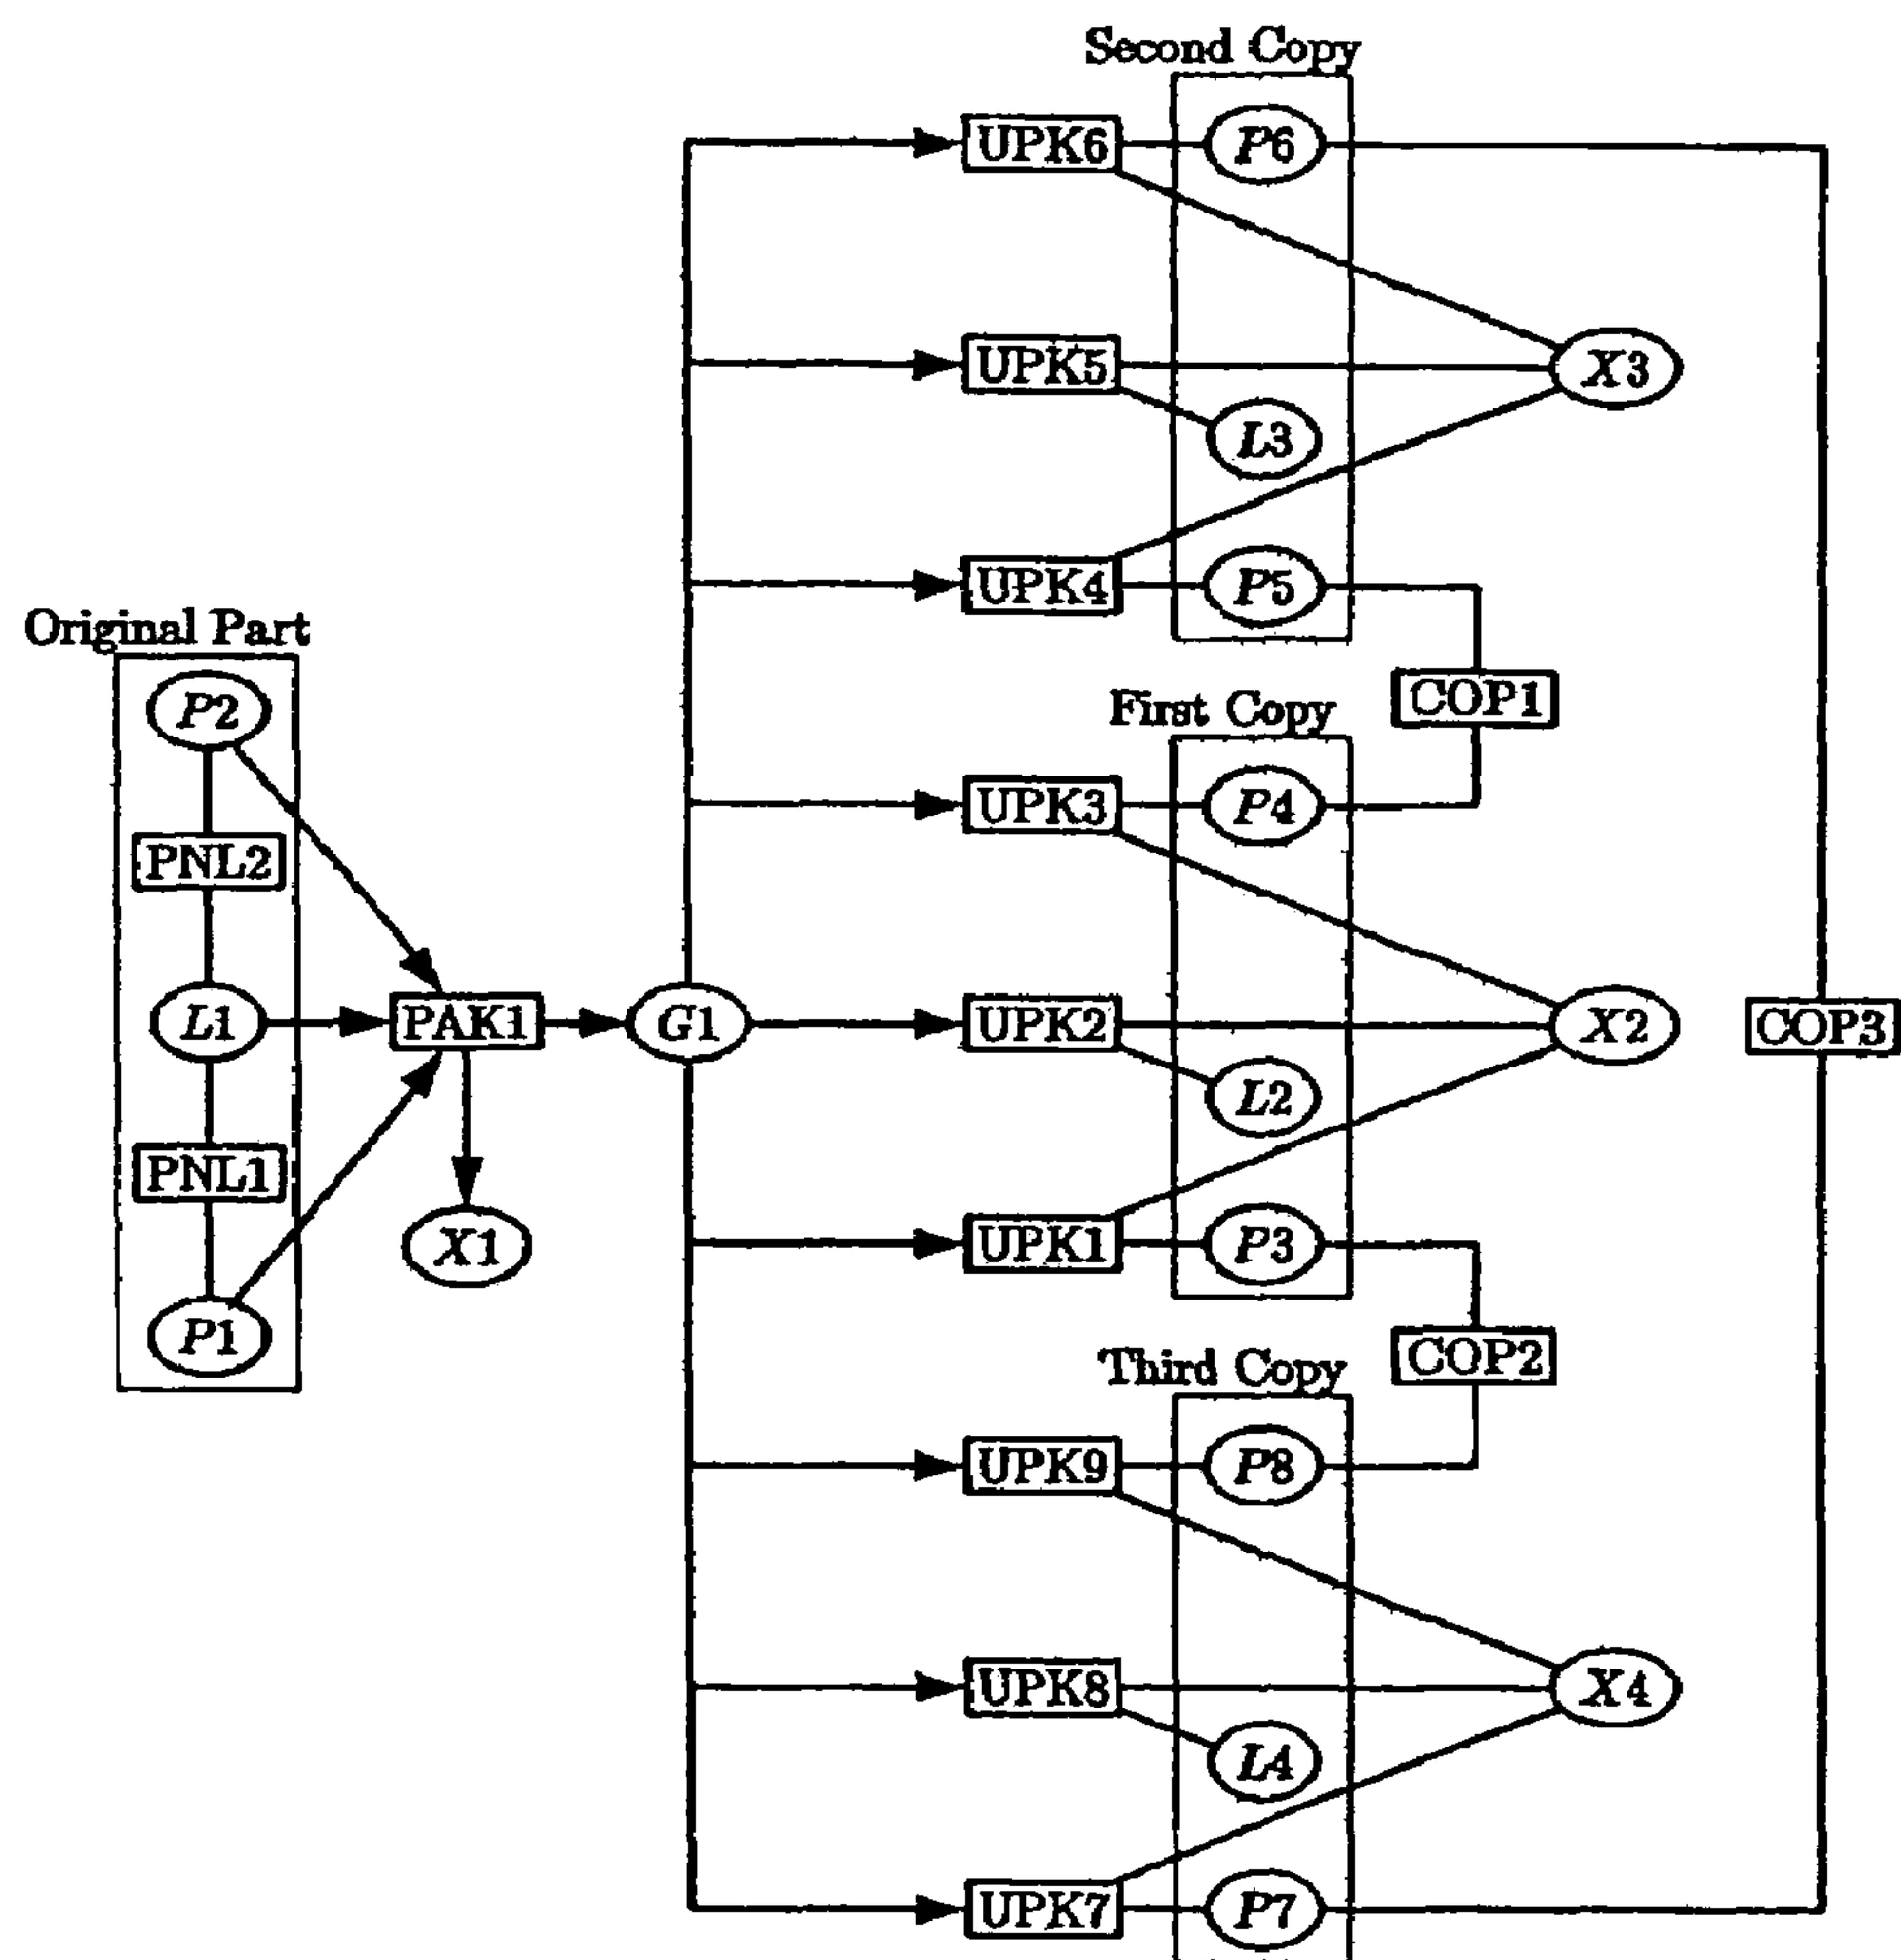 Second Copy
UPK6
P6
UPK5
X3
L3
UPK4
P5
Original Part
P2
COP1
First Copy
UPK3
P4
PNL2
L1
PAK1
G1
UPK2
X2
COP3
L2
PNL1
X1
UPK1
P3
P1
COP2
Third Copy
UPK9
P8
UPK8
X4
L4
UPK7
P7